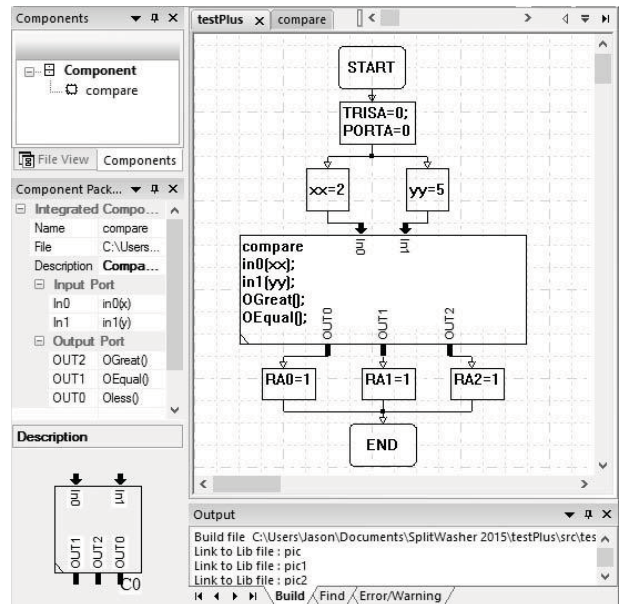 Components
Component
compare
File View
Components
Component Pack...
Integrated Compo...
Name compare
File C:\Users...
Description Compa...
Input Port
In0 in0(x)
In1 in1(y)
Output Port
OUT2 OGreat()
OUT1 OEqual()
OUT0 Oless()
Description
In0
In1
OUT1
OUT2
OUT0
C0
testPlus
compare
START
TRISA=0;
PORTA=0
xx=2
yy=5
In0
In1
compare
in0(xx);
in1(yy);
OGreat();
OEqual();
OUT0
OUT1
OUT2
RA0=1
RA1=1
RA2=1
END
Output
Build file C:\Users\Jason\Documents\SplitWasher 2015\testPlus\src\tes
Link to Lib file : pic
Link to Lib file : pic1
Link to Lib file : pic2
Build
Find
Error/Warning